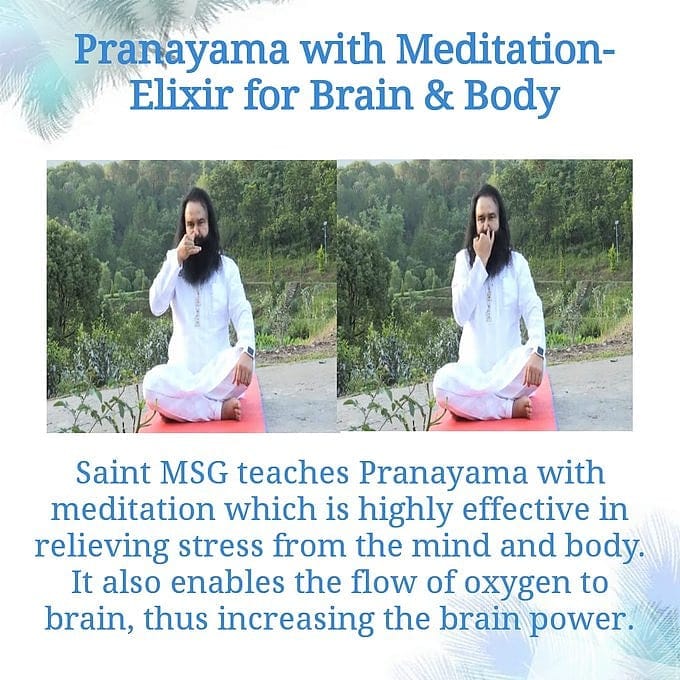 Pranayama with Meditation-
Elixir for Brain & Body
Saint MSG teaches Pranayama with
meditation which is highly effective in
relieving stress from the mind and body.
It also enables the flow of oxygen to
brain, thus increasing the brain power.